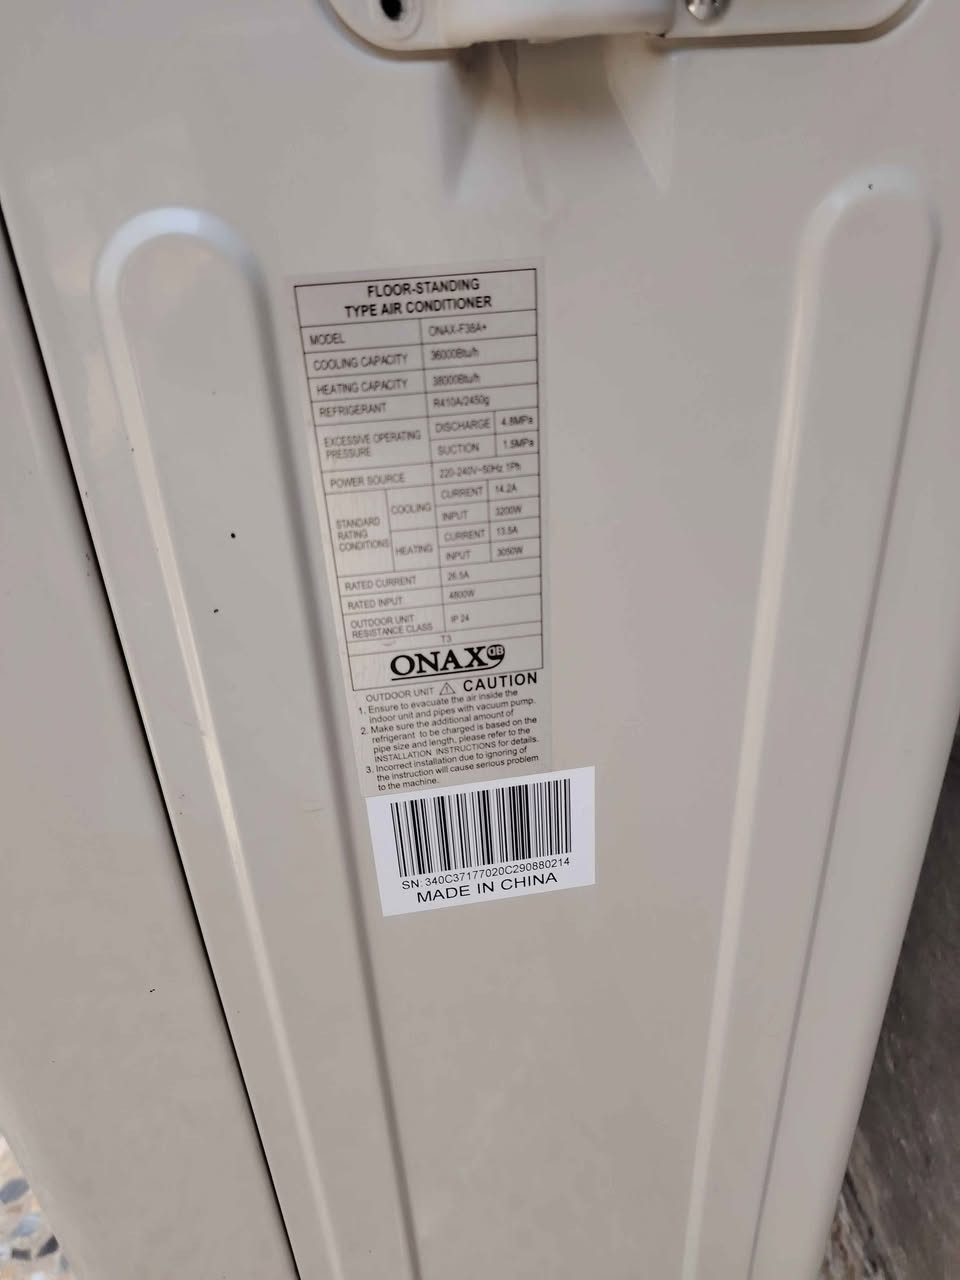 FLOOR-STANDING
TYPE AIR CONDITIONER
MODEL ONAX-F38A+
COOLING CAPACITY 36000Btu/h
HEATING CAPACITY 38000Btu/h
REFRIGERANT R410A/2450g
EXCESSIVE OPERATING PRESSURE DISCHARGE 4.8MPa
SUCTION 1.5MPa
POWER SOURCE 220-240V~50Hz 1Ph
STANDARD RATING CONDITIONS COOLING CURRENT 14.2A
INPUT 3200W
HEATING CURRENT 13.5A
INPUT 3050W
RATED CURRENT 26.5A
RATED INPUT 4800W
OUTDOOR UNIT RESISTANCE CLASS IP 24
T3
ONAX DB
OUTDOOR UNIT CAUTION
1. Ensure to evacuate the air inside the
indoor unit and pipes with vacuum pump.
2. Make sure the additional amount of
refrigerant to be charged is based on the
pipe size and length, please refer to the
INSTALLATION INSTRUCTIONS for details.
3. Incorrect installation due to ignoring of
the instruction will cause serious problem
to the machine.
SN: 340C37177020C290880214
MADE IN CHINA